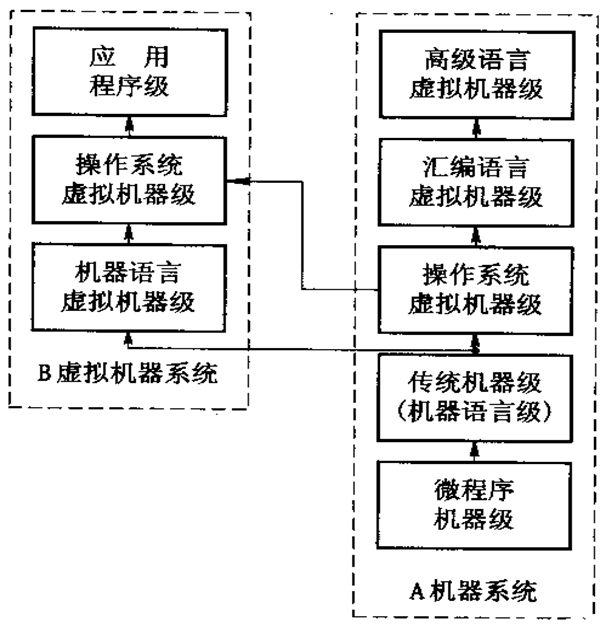 应 用
程序级
操作系统
虚拟机器级
机器语言
虚拟机器级
B虚拟机器系统
高级语言
虚拟机器级
汇编语言
虚拟机器级
操作系统
虚拟机器级
传统机器级
(机器语言级)
微程序
机器级
A机器系统